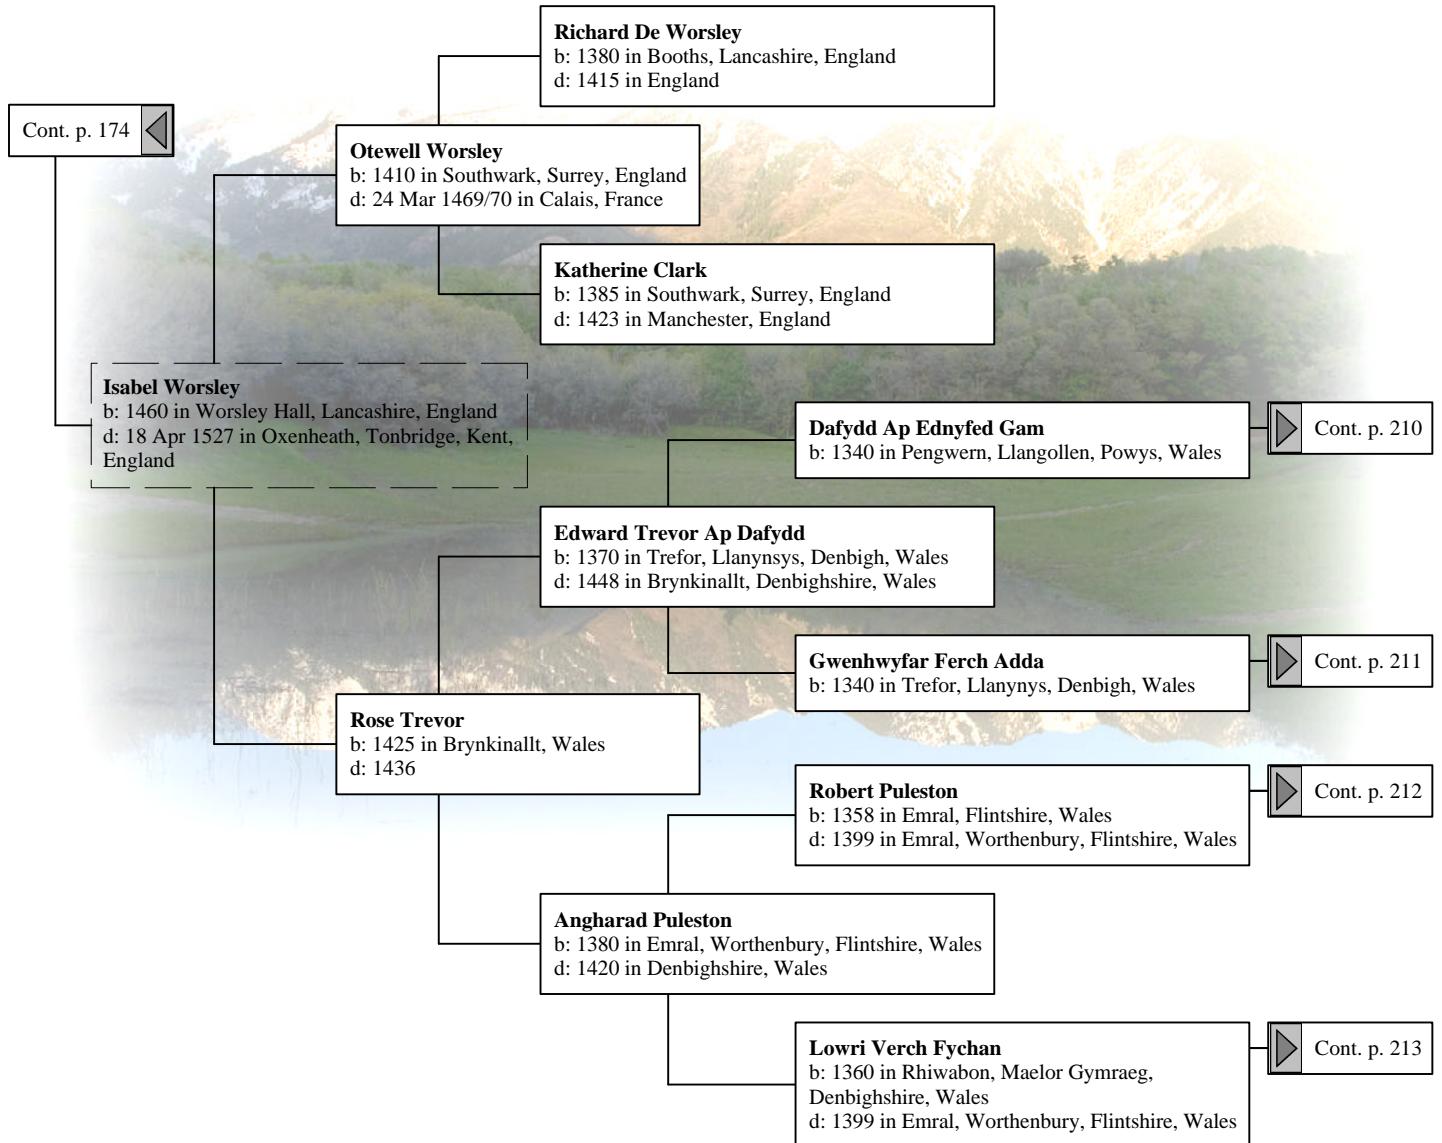 Richard De Worsley
b: 1380 in Booths, Lancashire, England
d: 1415 in England
Cont. p. 174
Otewell Worsley
b: 1410 in Southwark, Surrey, England
d: 24 Mar 1469/70 in Calais, France
Katherine Clark
b: 1385 in Southwark, Surrey, England
d: 1423 in Manchester, England
Isabel Worsley
b: 1460 in Worsley Hall, Lancashire, England
d: 18 Apr 1527 in Oxenheath, Tonbridge, Kent,
England
Dafydd Ap Ednyfed Gam
b: 1340 in Pengwern, Llangollen, Powys, Wales
Cont. p. 210
Edward Trevor Ap Dafydd
b: 1370 in Trefor, Llanynsys, Denbigh, Wales
d: 1448 in Brynkinallt, Denbighshire, Wales
Gwenhwyfar Ferch Adda
b: 1340 in Trefor, Llanynys, Denbigh, Wales
Cont. p. 211
Rose Trevor
b: 1425 in Brynkinallt, Wales
d: 1436
Robert Puleston
b: 1358 in Emral, Flintshire, Wales
d: 1399 in Emral, Worthenbury, Flintshire, Wales
Cont. p. 212
Angharad Puleston
b: 1380 in Emral, Worthenbury, Flintshire, Wales
d: 1420 in Denbighshire, Wales
Lowri Verch Fychan
b: 1360 in Rhiwabon, Maelor Gymraeg,
Denbighshire, Wales
d: 1399 in Emral, Worthenbury, Flintshire, Wales
Cont. p. 213